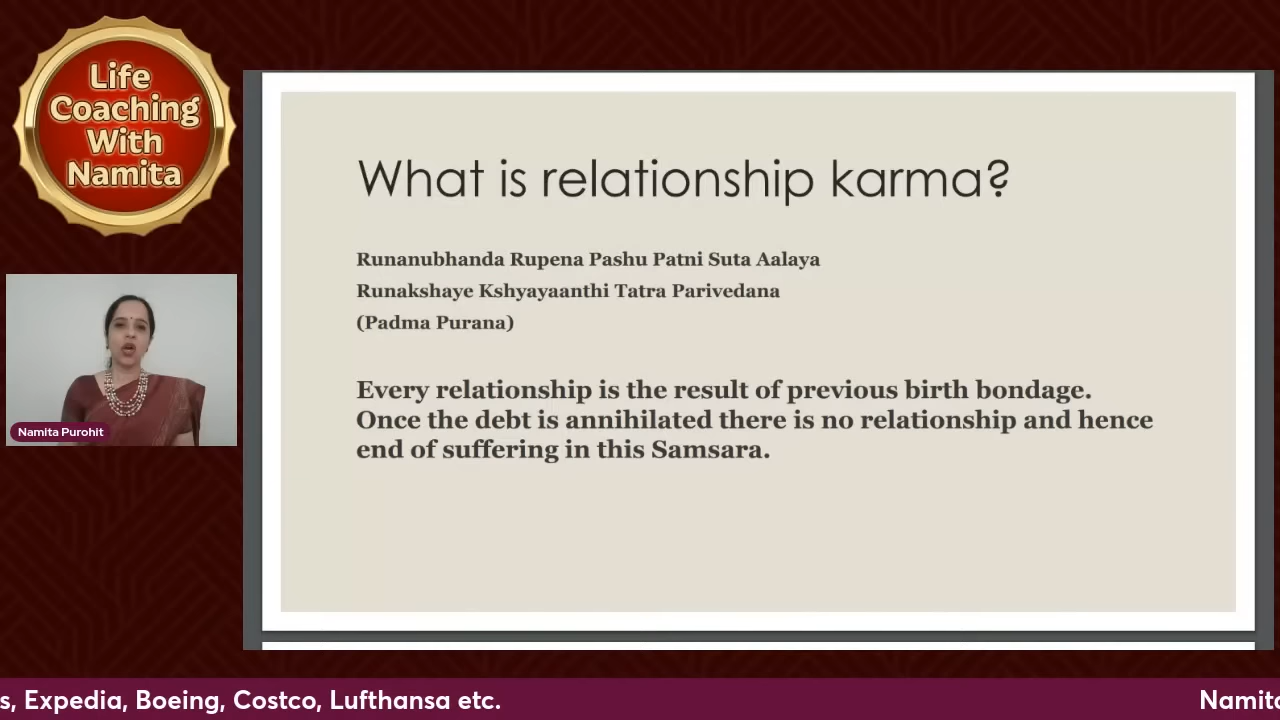 Life
Coaching
With
Namita
What is relationship karma?
Runanubhanda Rupena Pashu Patni Suta Aalaya
Runakshaye Kshyayaanthi Tatra Parivedana
(Padma Purana)
Every relationship is the result of previous birth bondage.
Once the debt is annihilated there is no relationship and hence
end of suffering in this Samsara.
Namita Purohit
s, Expedia, Boeing, Costco, Lufthansa etc. Namita